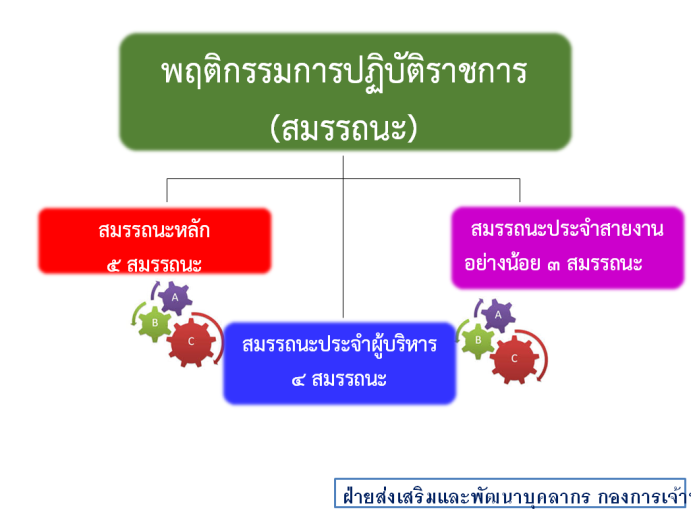 พฤติกรรมการปฏิบัติราชการ
(สมรรถนะ)
สมรรถนะหลัก
๕ สมรรถนะ
สมรรถนะประจำสายงาน
อย่างน้อย ๓ สมรรถนะ
A
B
C
A
B
C
สมรรถนะประจำผู้บริหาร
๔ สมรรถนะ
ฝ่ายส่งเสริมและพัฒนาบุคลากร กองการเจ้า